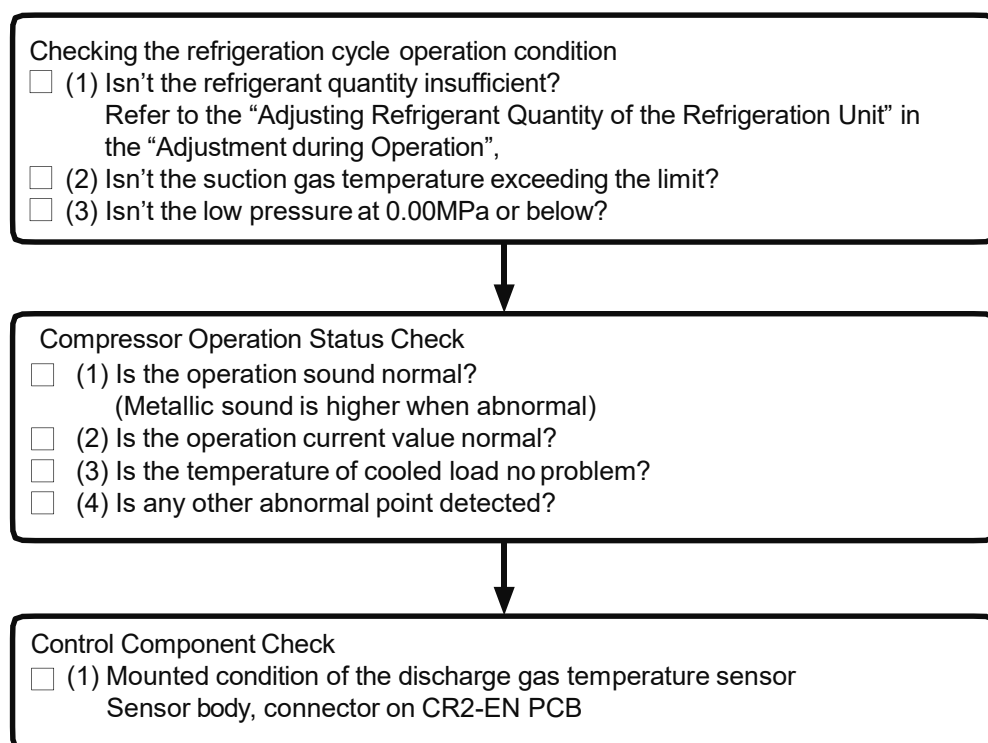 Checking the refrigeration cycle operation condition
(1) Isn’t the refrigerant quantity insufficient?
Refer to the “Adjusting Refrigerant Quantity of the Refrigeration Unit” in
the “Adjustment during Operation”,
(2) Isn’t the suction gas temperature exceeding the limit?
(3) Isn’t the low pressure at 0.00MPa or below?
Compressor Operation Status Check
(1) Is the operation sound normal?
(Metallic sound is higher when abnormal)
(2) Is the operation current value normal?
(3) Is the temperature of cooled load no problem?
(4) Is any other abnormal point detected?
Control Component Check
(1) Mounted condition of the discharge gas temperature sensor
Sensor body, connector on CR2-EN PCB